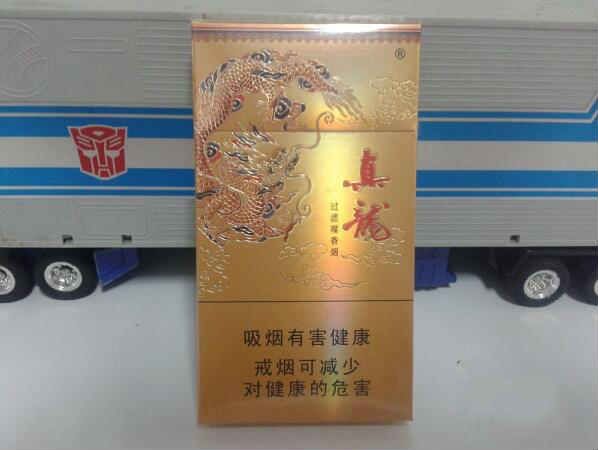 ®
真龙
过滤嘴香烟
吸烟有害健康
戒烟可减少
对健康的危害